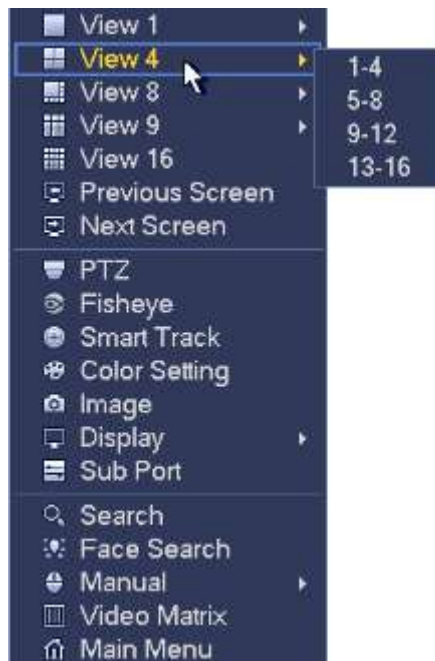 View 1
View 4
View 8
View 9
View 16
Previous Screen
Next Screen
1-4
5-8
9-12
13-16
PTZ
Fisheye
Smart Track
Color Setting
Image
Display
Sub Port
Search
Face Search
Manual
Video Matrix
Main Menu